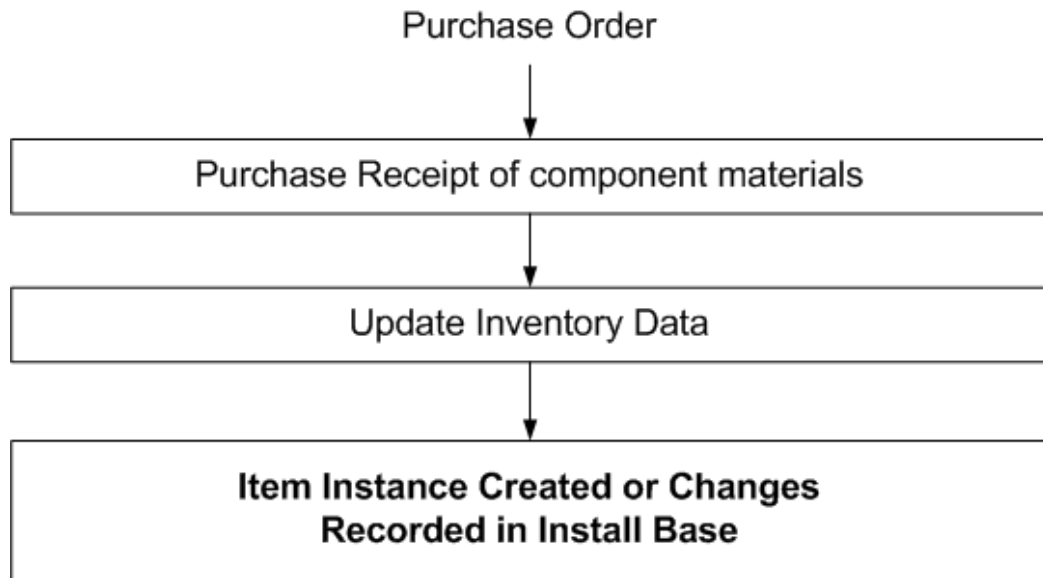 Purchase Order
Purchase Receipt of component materials
Update Inventory Data
Item Instance Created or Changes
Recorded in Install Base